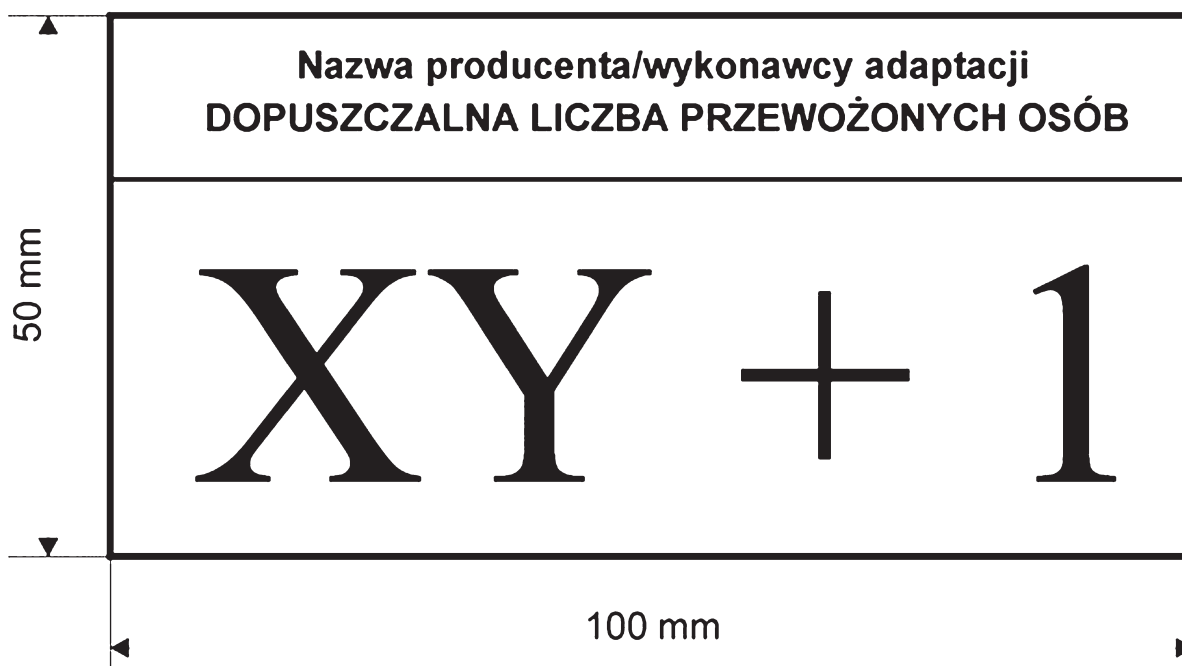 Nazwa producenta/wykonawcy adaptacji
DOPUSZCZALNA LICZBA PRZEWOŻONYCH OSÓB
50 mm
XY + 1
100 mm